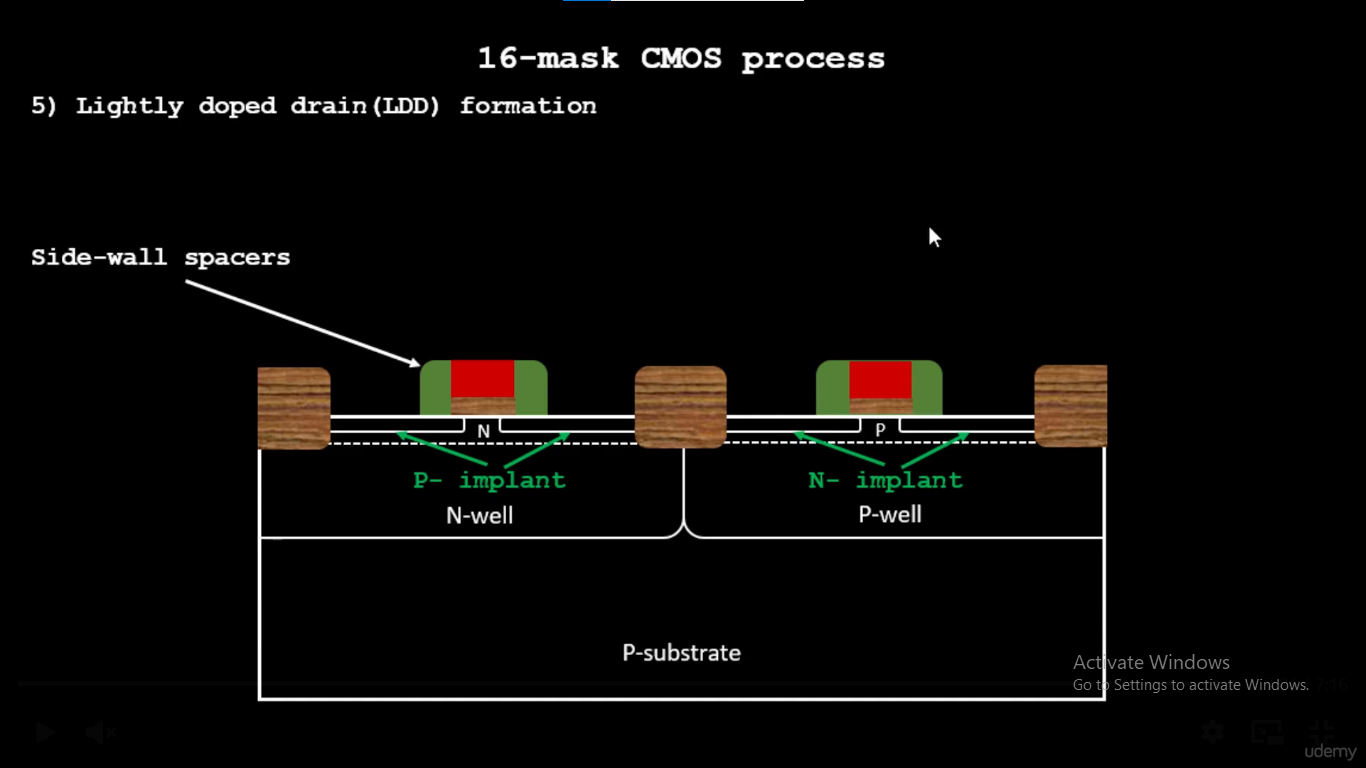 16-mask CMOS process
5) Lightly doped drain(LDD) formation
Side-wall spacers
N
P
P- implant
N- implant
N-well
P-well
P-substrate
Activate Windows
Go to Settings to activate Windows.
udemy